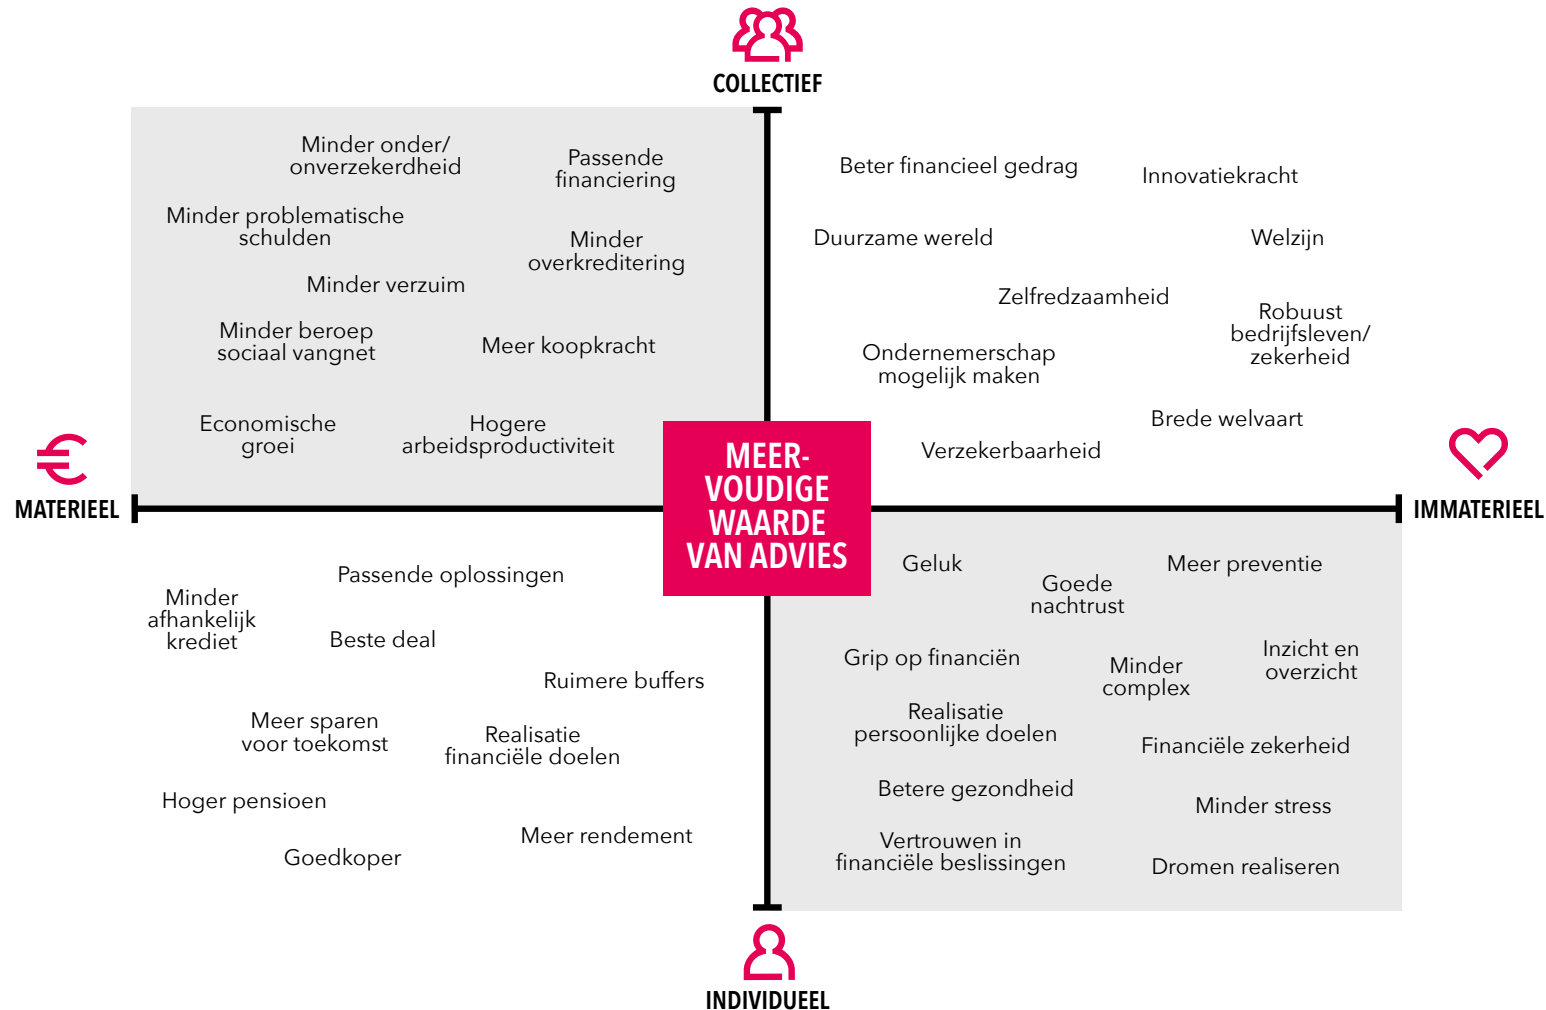 COLLECTIEF
Minder onder/
onverzekerdheid
Passende
financiering
Minder problematische
schulden
Minder
overkreditering
Minder verzuim
Minder beroep
sociaal vangnet
Meer koopkracht
Economische
groei
Hogere
arbeidsproductiviteit
Beter financieel gedrag
Innovatiekracht
Duurzame wereld
Welzijn
Zelfredzaamheid
Robuust
bedrijfsleven/
zekerheid
Ondernemerschap
mogelijk maken
Brede welvaart
Verzekerbaarheid
MATERIEEL
MEER-
VOUDIGE
WAARDE
VAN ADVIES
IMMATERIEEL
Passende oplossingen
Minder
afhankelijk
krediet
Beste deal
Ruimere buffers
Meer sparen
voor toekomst
Realisatie
financiële doelen
Hoger pensioen
Meer rendement
Goedkoper
Geluk
Goede
nachtrust
Meer preventie
Grip op financiën
Minder
complex
Inzicht en
overzicht
Realisatie
persoonlijke doelen
Financiële zekerheid
Betere gezondheid
Minder stress
Vertrouwen in
financiële beslissingen
Dromen realiseren
INDIVIDUEEL